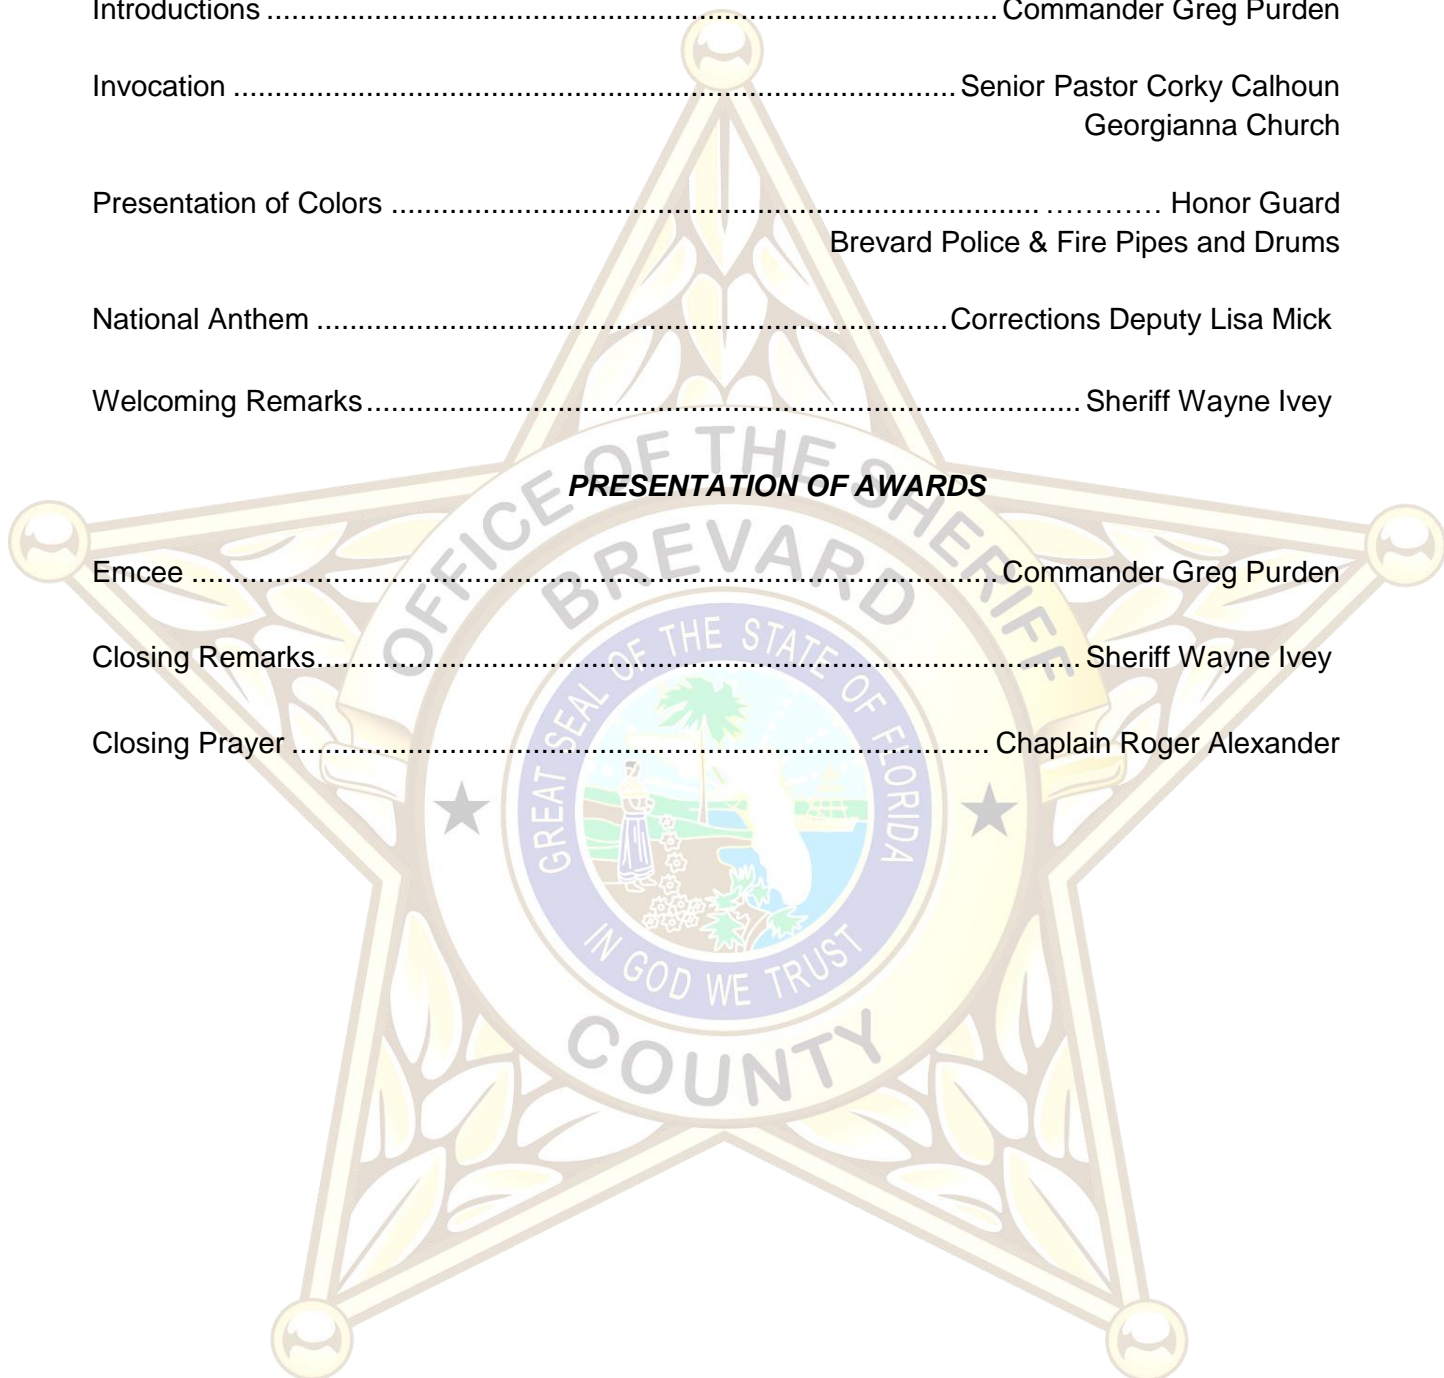 Introductions ........................................................................................ Commander Greg Purden
Invocation ....................................................................................... Senior Pastor Corky Calhoun
Georgianna Church
Presentation of Colors .............................................................................. ………… Honor Guard
Brevard Police & Fire Pipes and Drums
National Anthem ............................................................................Corrections Deputy Lisa Mick
Welcoming Remarks...................................................................................... Sheriff Wayne Ivey
OFFICE OF THE SHERIFF
PRESENTATION OF AWARDS
BREVARD
Emcee ................................................................................................. Commander Greg Purden
Closing Remarks............................................................................................ Sheriff Wayne Ivey
Closing Prayer .................................................................................... Chaplain Roger Alexander
GREAT SEAL OF THE STATE OF FLORIDA
IN GOD WE TRUST
COUNTY